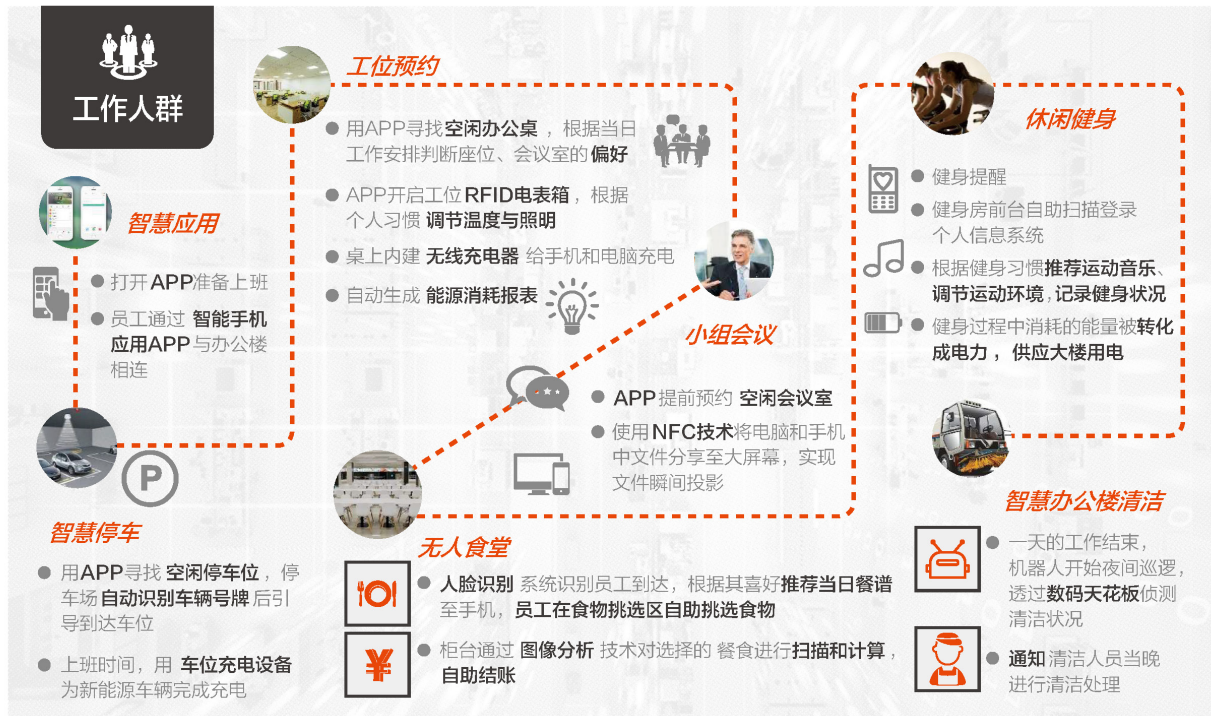 工作人群
智慧应用
打开APP准备上班
员工通过 智能手机
应用APP与办公楼
相连
P
智慧停车
用APP寻找 空闲停车位，停
车场自动识别车辆号牌后引
导到达车位
上班时间，用 车位充电设备
为新能源车辆完成充电
工位预约
用APP寻找空闲办公桌，根据当日
工作安排判断座位、会议室的偏好
APP开启工位RFID电表箱，根据
个人习惯 调节温度与照明
桌上内建 无线充电器 给手机和电脑充电
自动生成 能源消耗报表
小组会议
APP提前预约 空闲会议室
使用NFC技术将电脑和手机
中文件分享至大屏幕，实现
文件瞬间投影
无人食堂
人脸识别 系统识别员工到达，根据其喜好推荐当日餐谱
至手机，员工在食物挑选区自助挑选食物
¥
柜台通过 图像分析 技术对选择的 餐食进行扫描和计算，
自助结账
休闲健身
健身提醒
健身房前台自助扫描登录
个人信息系统
根据健身习惯推荐运动音乐、
调节运动环境，记录健身状况
健身过程中消耗的能量被转化
成电力，供应大楼用电
智慧办公楼清洁
一天的工作结束，
机器人开始夜间巡逻，
透过数码天花板侦测
清洁状况
通知清洁人员当晚
进行清洁处理